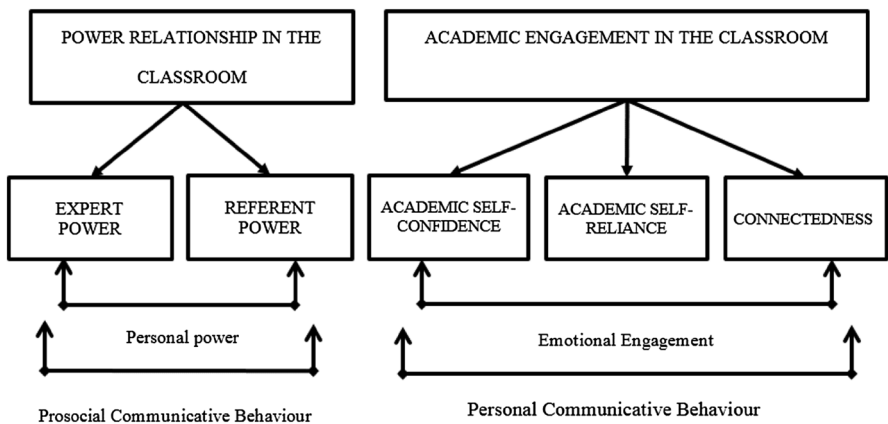 POWER RELATIONSHIP IN THE
CLASSROOM
ACADEMIC ENGAGEMENT IN THE CLASSROOM
EXPERT
POWER
REFERENT
POWER
ACADEMIC SELF-
CONFIDENCE
ACADEMIC SELF-
RELIANCE
CONNECTEDNESS
Personal power
Emotional Engagement
Prosocial Communicative Behaviour
Personal Communicative Behaviour